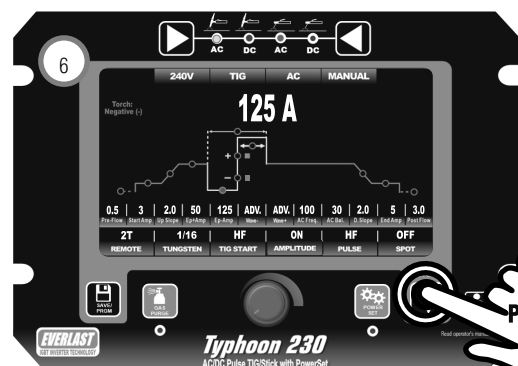 6
AC DC AC DC
240V TIG AC MANUAL
Torch:
Negative (-)
125 A
+
−
0.5 3 2.0 50 125 ADV. ADV. 100 30 2.0 5 3.0
Pre-Flow Start Amp Up Slope Ep+Amp Ep-Amp Wave- Wave+ AC Freq. AC Bal. D.Slope End Amp Post Flow
2T 1/16 HF ON HF OFF
REMOTE TUNGSTEN TIG START AMPLITUDE PULSE SPOT
SAVE/
PRGM
GAS
PURGE
POWER
SET
P
Read operator's
EVERLAST
IGBT INVERTER TECHNOLOGY
Typhoon 230
AC/DC Pulse TIG/Stick with PowerSet